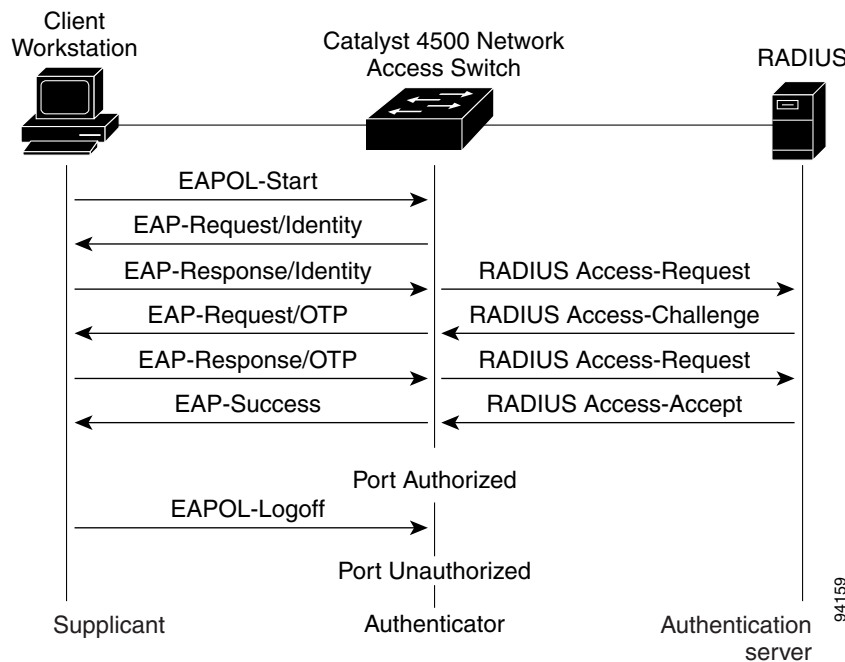 Client
Workstation
Catalyst 4500 Network
Access Switch
RADIUS
EAPOL-Start
EAP-Request/Identity
EAP-Response/Identity
RADIUS Access-Request
EAP-Request/OTP
RADIUS Access-Challenge
EAP-Response/OTP
RADIUS Access-Request
EAP-Success
RADIUS Access-Accept
Port Authorized
EAPOL-Logoff
Port Unauthorized
Supplicant
Authenticator
Authentication
server
94159